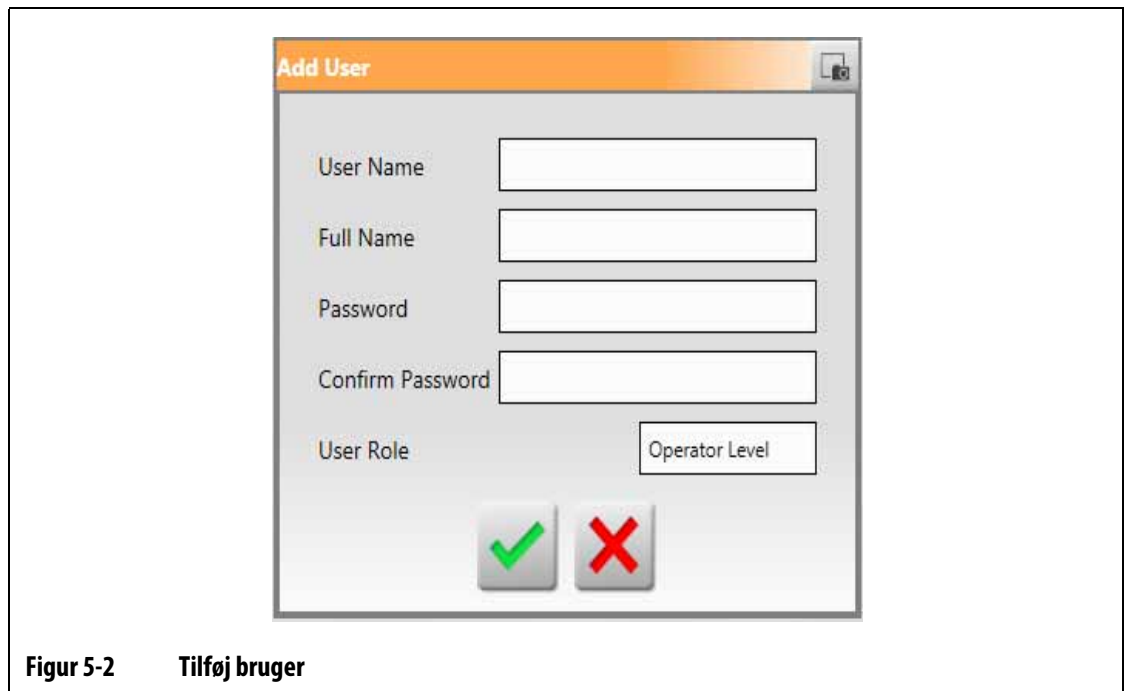 Add User
User Name
Full Name
Password
Confirm Password
User Role Operator Level
Figur 5-2 Tilføj bruger